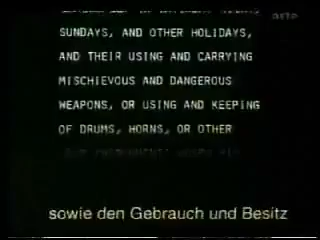 arte
SUNDAYS, AND OTHER HOLIDAYS,
AND THEIR USING AND CARRYING
MISCHIEVOUS AND DANGEROUS
WEAPONS, OR USING AND KEEPING
OF DRUMS, HORNS, OR OTHER
sowie den Gebrauch und Besitz